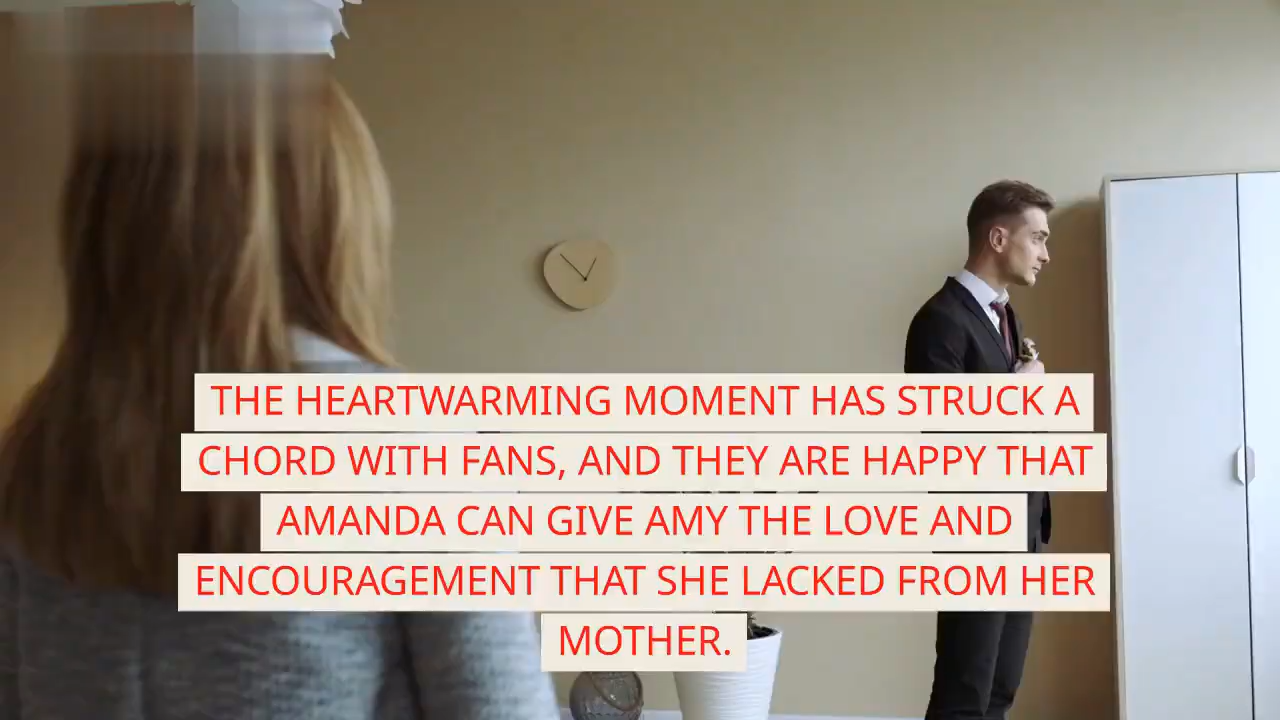 THE HEARTWARMING MOMENT HAS STRUCK A
CHORD WITH FANS, AND THEY ARE HAPPY THAT
AMANDA CAN GIVE AMY THE LOVE AND
ENCOURAGEMENT THAT SHE LACKED FROM HER
MOTHER.